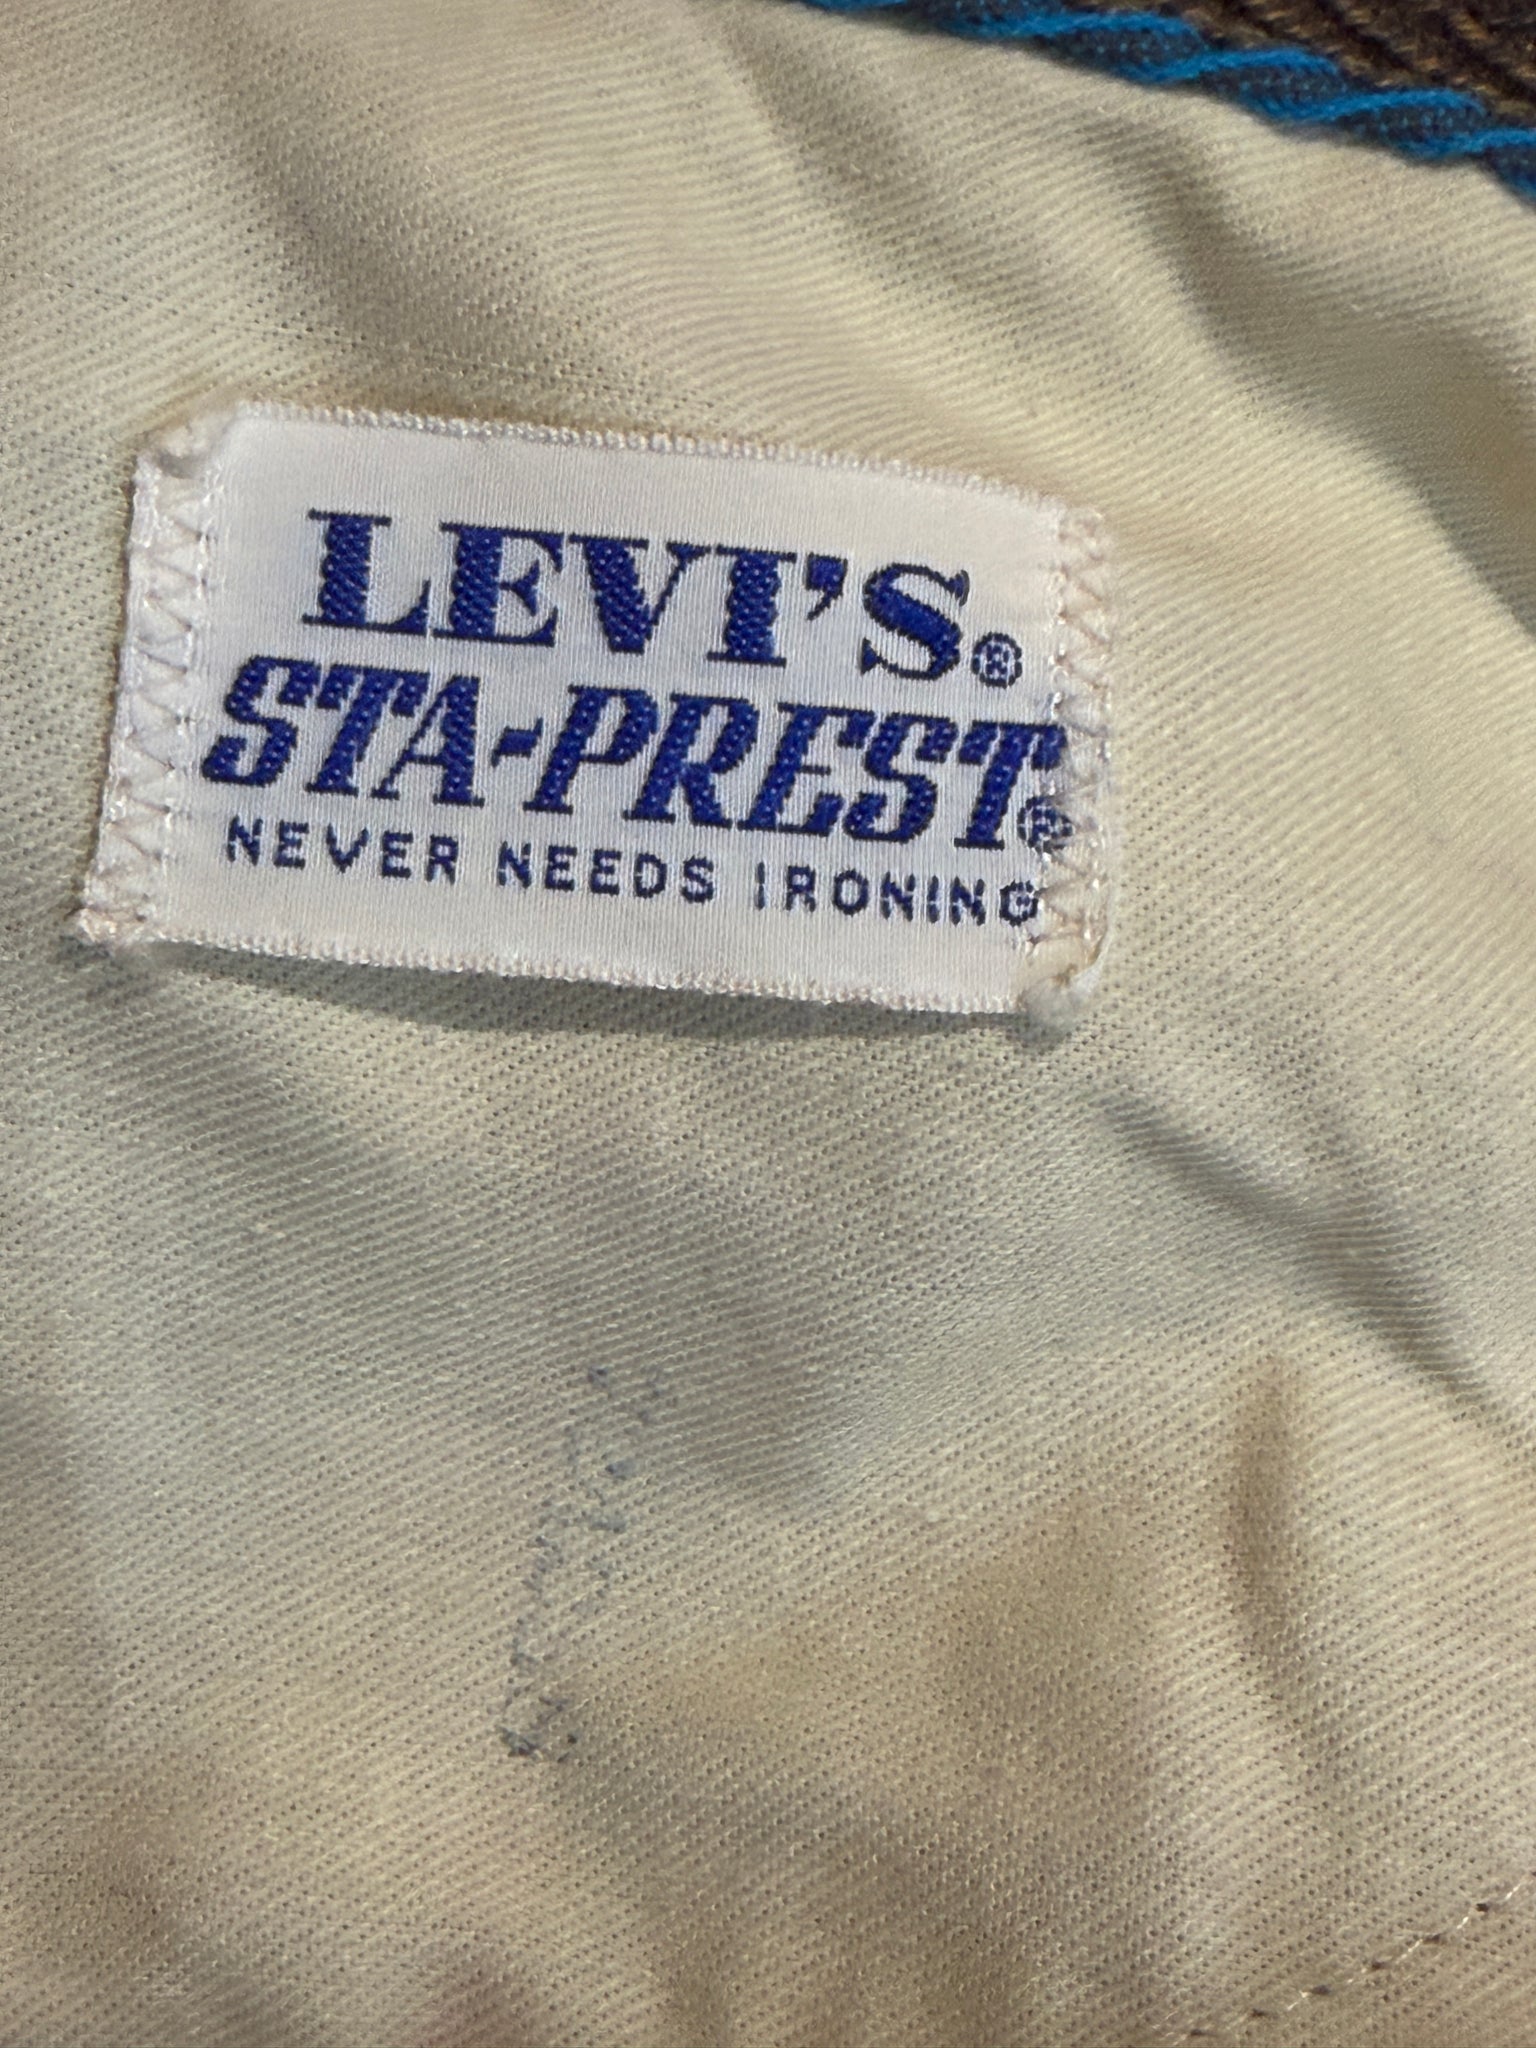 LEVI'S®
STA-PREST®
NEVER NEEDS IRONING